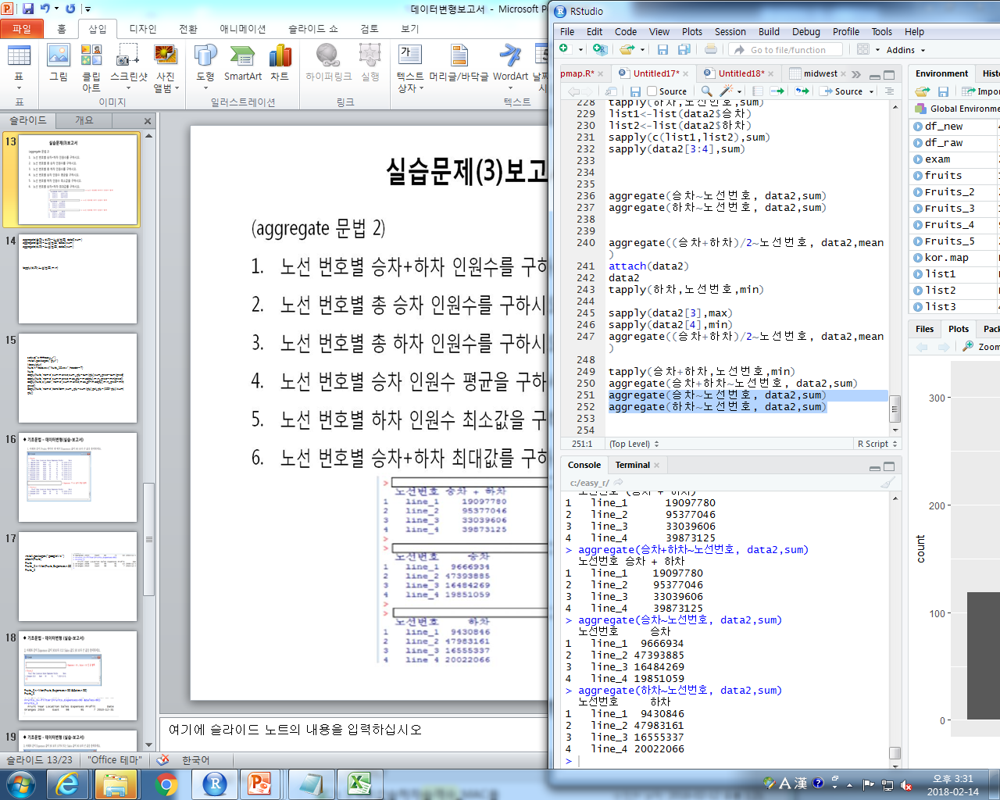 데이터변형보고서 - Microsoft P
파일 홈 삽입 디자인 전환 애니메이션 슬라이드 쇼 검토 보기
표 그림 클립 아트 스크린샷 사진 앨범 도형 SmartArt 차트 하이퍼링크 실행 텍스트 상자 머리글/바닥글 WordArt
표 이미지 일러스트레이션 링크 텍스트
슬라이드 개요
13
실습문제(3)보고서
14
15
16
17
18
19
실습문제(3)보고
(aggregate 문법 2)
1. 노선 번호별 승차+하차 인원수를 구하
2. 노선 번호별 총 승차 인원수를 구하시
3. 노선 번호별 총 하차 인원수를 구하시
4. 노선 번호별 승차 인원수 평균을 구하
5. 노선 번호별 하차 인원수 최소값을 구
6. 노선 번호별 승차+하차 최대값를 구하
>
노선번호 승차 + 하차
1 line_1 19097780
2 line_2 95377046
3 line_3 33039606
4 line_4 39873125
>
>
노선번호 승차
1 line_1 9666934
2 line_2 47393885
3 line_3 16484269
4 line_4 19851059
>
>
노선번호 하차
1 line_1 9430846
2 line_2 47983161
3 line_3 16555337
4 line_4 20022066
여기에 슬라이드 노트의 내용을 입력하십시오
슬라이드 13/23 "Office 테마" 한국어
RStudio
File Edit Code View Plots Session Build Debug Profile Tools Help
Go to file/function Addins
pmap.R* Untitled17* Untitled18* midwest
Source Source
228 tapply(하차,노선번호,sum)
229 list1<-list(data2$승차)
230 list2<-list(data2$하차)
231 sapply(c(list1,list2),sum)
232 sapply(data2[3:4],sum)
233
234
235
236 aggregate(승차~노선번호, data2,sum)
237 aggregate(하차~노선번호, data2,sum)
238
239
240 aggregate((승차+하차)/2~노선번호, data2,mean
)
241 attach(data2)
242 data2
243 tapply(하차,노선번호,min)
244
245 sapply(data2[3],max)
246 sapply(data2[4],min)
247 aggregate((승차+하차)/2~노선번호, data2,mean
)
248
249 tapply(승차+하차,노선번호,min)
250 aggregate(승차+하차~노선번호, data2,sum)
251 aggregate(승차~노선번호, data2,sum)
252 aggregate(하차~노선번호, data2,sum)
253
254
251:1 (Top Level) R Script
Console Terminal
c:/easy_r/
노선번호 (승차 + 하차)
1 line_1 19097780
2 line_2 95377046
3 line_3 33039606
4 line_4 39873125
> aggregate(승차+하차~노선번호, data2,sum)
노선번호 승차 + 하차
1 line_1 19097780
2 line_2 95377046
3 line_3 33039606
4 line_4 39873125
> aggregate(승차~노선번호, data2,sum)
노선번호 승차
1 line_1 9666934
2 line_2 47393885
3 line_3 16484269
4 line_4 19851059
> aggregate(하차~노선번호, data2,sum)
노선번호 하차
1 line_1 9430846
2 line_2 47983161
3 line_3 16555337
4 line_4 20022066
>
Environment Histo
Impor
Global Environme
df_new
df_raw
exam
fruits
Fruits_2
Fruits_3
Fruits_4
Fruits_5
kor.map
list1
list2
list3
Files Plots Pack
Zoom
300
200
100
0
count
A 漢
오후 3:31
2018-02-14